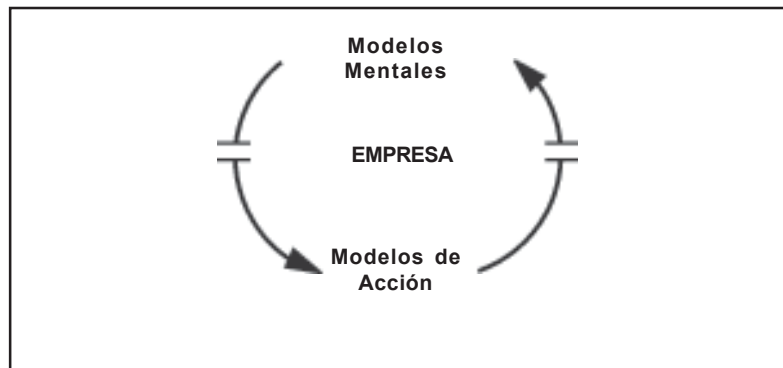 Modelos
Mentales
EMPRESA
Modelos de
Acción